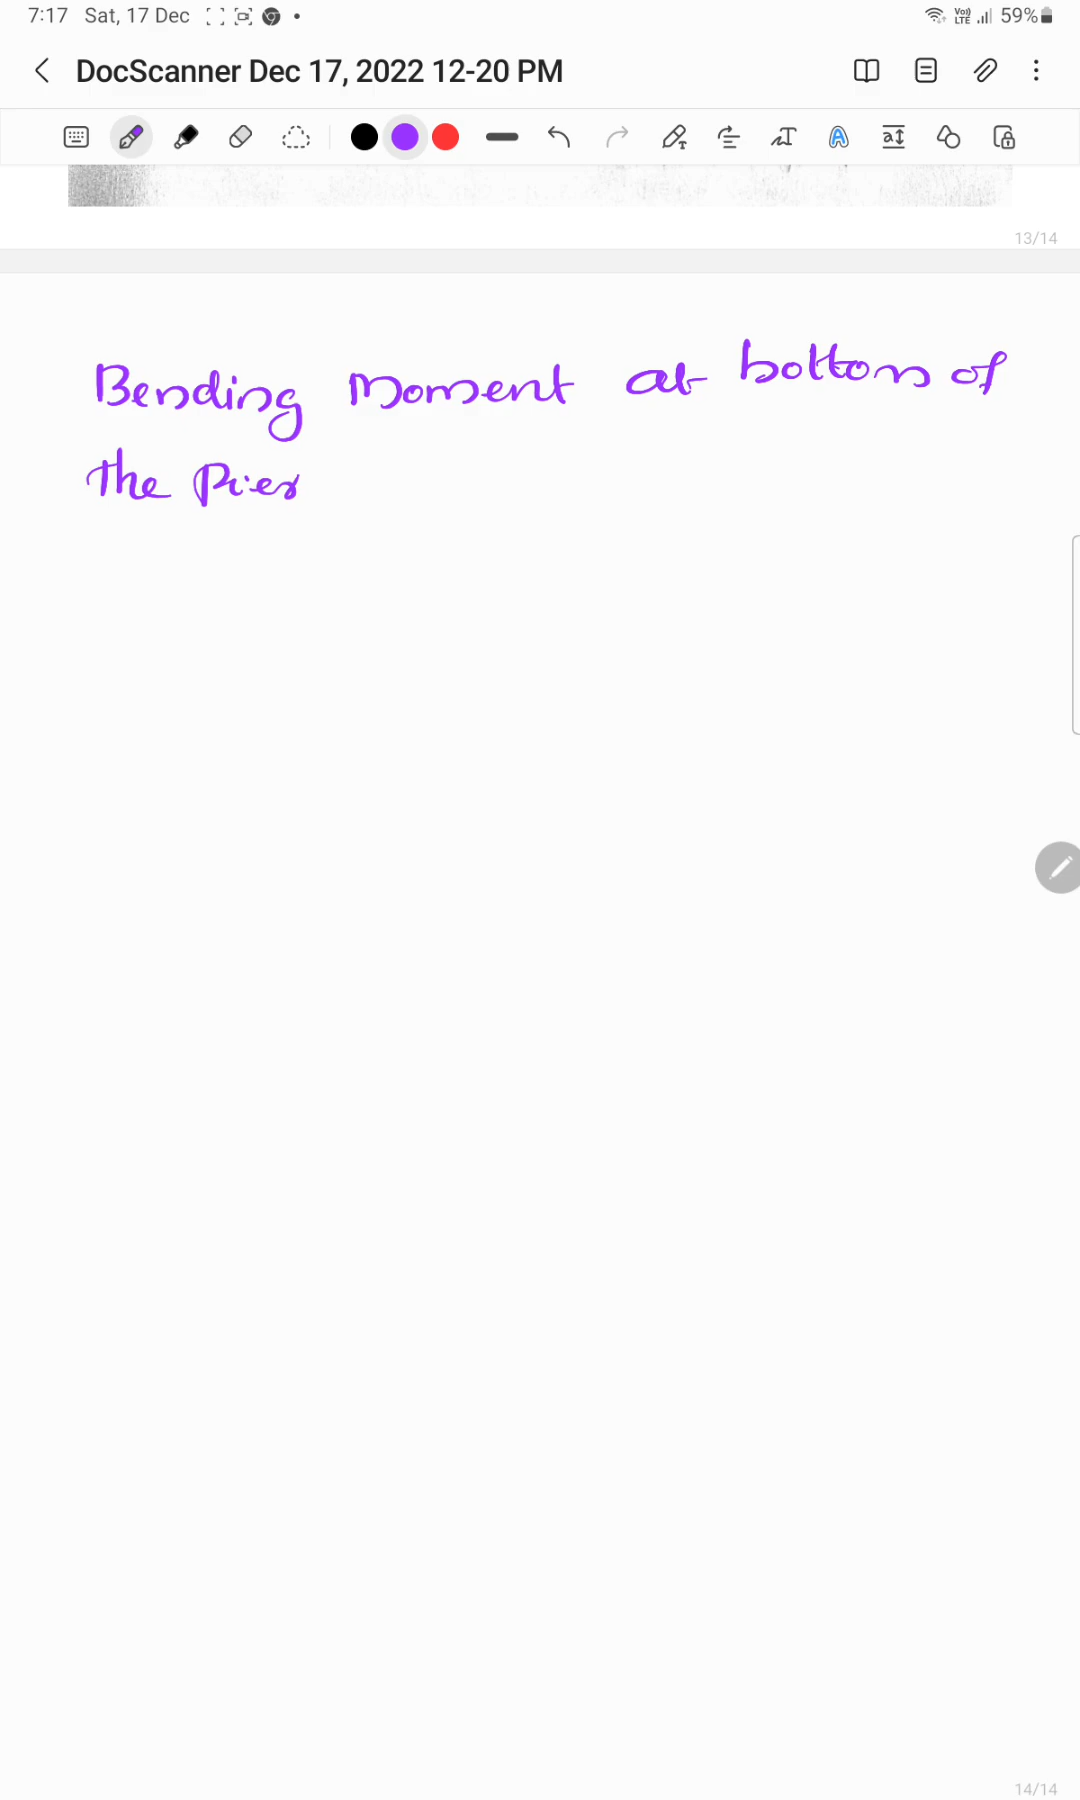 7:17 Sat, 17 Dec 59%
DocScanner Dec 17, 2022 12-20 PM
13/14
Bending Moment at bottom of
the Pier
14/14